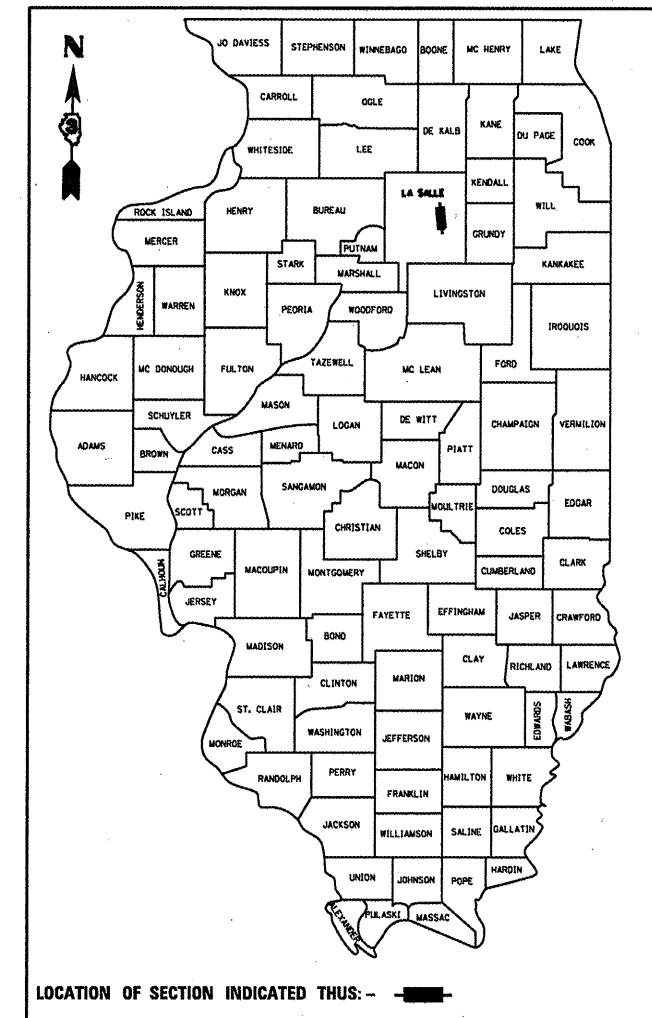 N
3
JO DAVIESS STEPHENSON WINNEBAGO BOONE MC HENRY LAKE
CARROLL OGLE DE KALB KANE DU PAGE COOK
WHITESIDE LEE
LA SALLE KENDALL WILL
ROCK ISLAND HENRY BUREAU PUTNAM GRUNDY
MERCER STARK MARSHALL KANKAKEE
HENDERSON WARREN KNOX PEORIA WOODFORD LIVINGSTON IROQUOIS
HANCOCK MC DONOUGH FULTON TAZEWELL MC LEAN FORD
SCHUYLER MASON LOGAN DE WITT PIATT CHAMPAIGN VERMILION
ADAMS BROWN CASS MENARD MACON
PIKE SCOTT MORGAN SANGAMON CHRISTIAN MOULTRIE DOUGLAS EDGAR
COLES
CALHOUN GREENE MACOUPIN MONTGOMERY SHELBY CUMBERLAND CLARK
JERSEY FAYETTE EFFINGHAM JASPER CRAWFORD
MADISON BOND
CLINTON MARION CLAY RICHLAND LAWRENCE
ST. CLAIR WASHINGTON JEFFERSON WAYNE EDWARDS WABASH
MONROE
RANDOLPH PERRY FRANKLIN HAMILTON WHITE
JACKSON WILLIAMSON SALINE GALLATIN
UNION JOHNSON POPE HARDIN
ALEXANDER PULASKI MASSAC
LOCATION OF SECTION INDICATED THUS: -